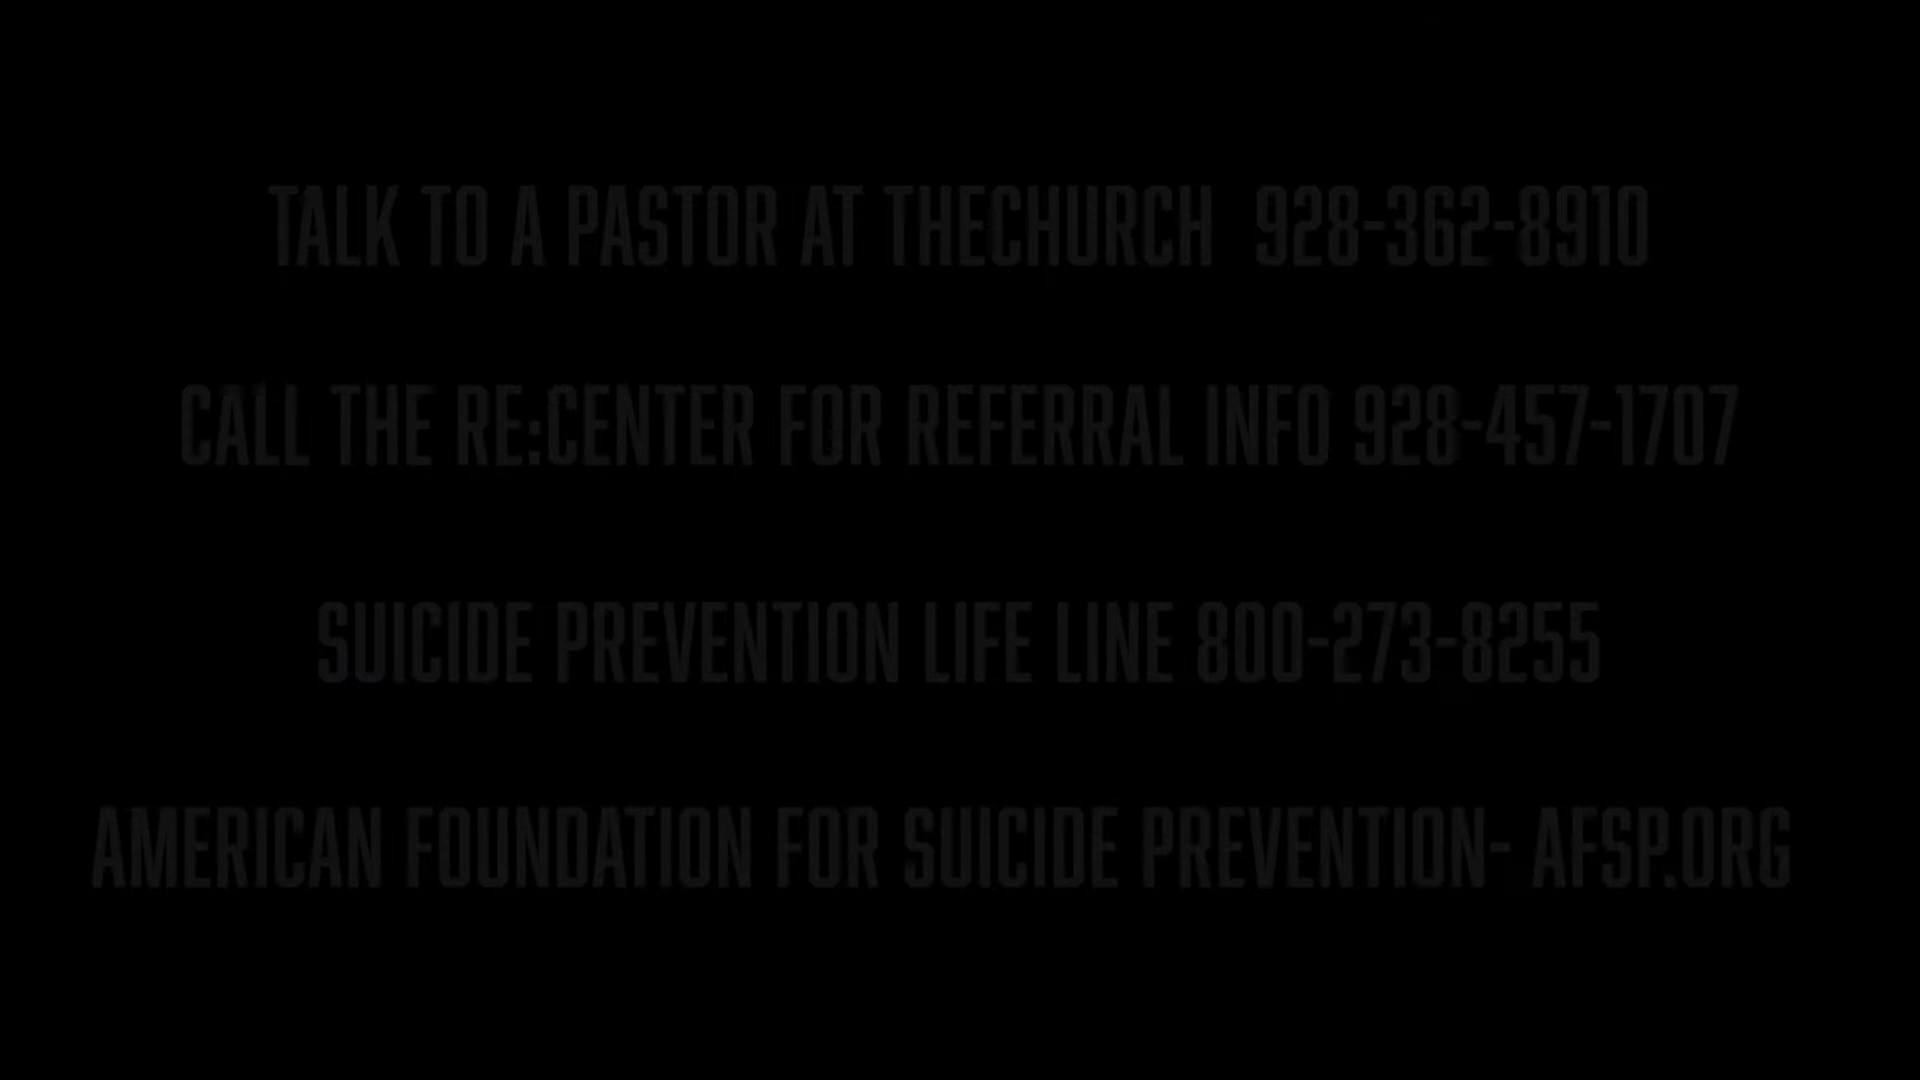 TALK TO A PASTOR AT THECHURCH 928-362-8910
CALL THE RE:CENTER FOR REFERRAL INFO 928-457-1707
SUICIDE PREVENTION LIFE LINE 800-273-8255
AMERICAN FOUNDATION FOR SUICIDE PREVENTION- AFSP.ORG